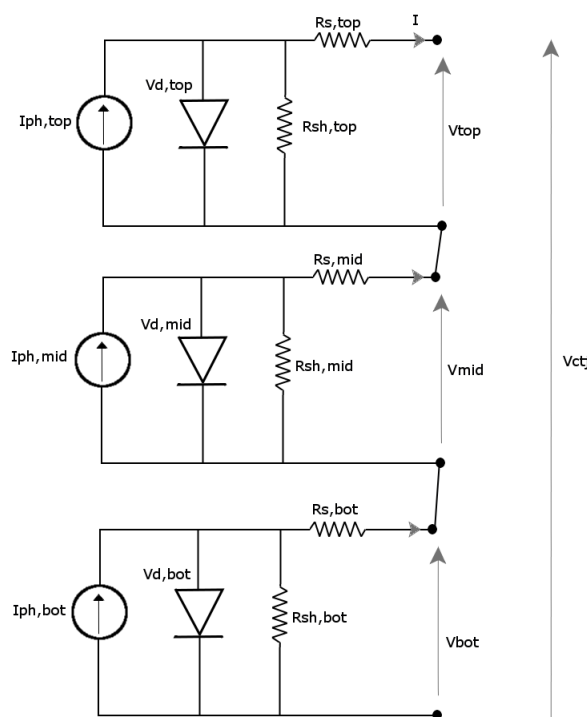 Rs,top
I
Vd,top
Iph,top
Rsh,top
Vtop
Rs,mid
Vd,mid
Iph,mid
Rsh,mid
Vmid
Vctj
Rs,bot
Vd,bot
Iph,bot
Rsh,bot
Vbot